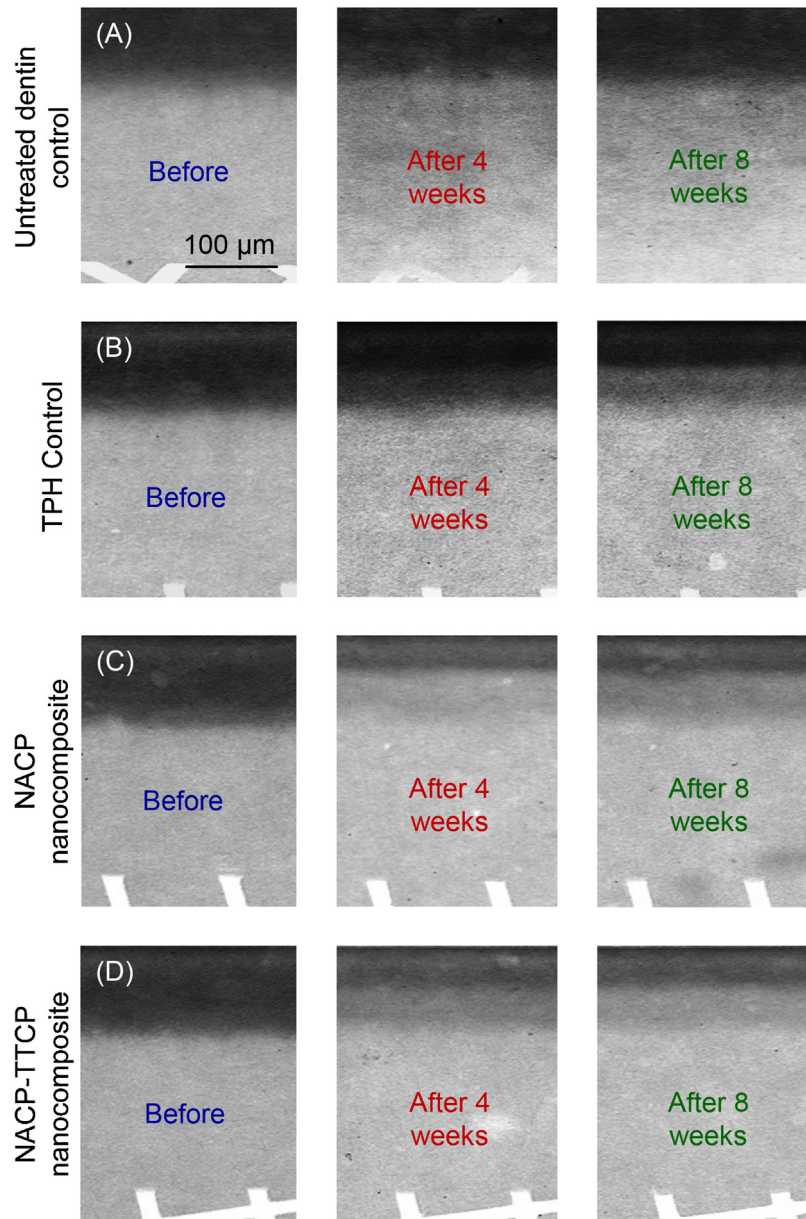 Untreated dentin
control
(A)
Before
100 µm
After 4
weeks
After 8
weeks
TPH Control
(B)
Before
After 4
weeks
After 8
weeks
NACP
nanocomposite
(C)
Before
After 4
weeks
After 8
weeks
NACP-TTCP
nanocomposite
(D)
Before
After 4
weeks
After 8
weeks